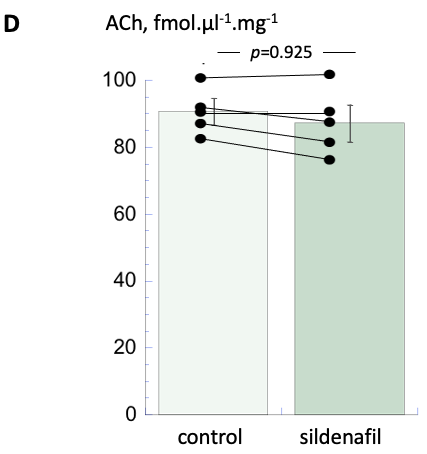 D
ACh, fmol.µl⁻¹.mg⁻¹
p=0.925
100
80
60
40
20
0
control sildenafil